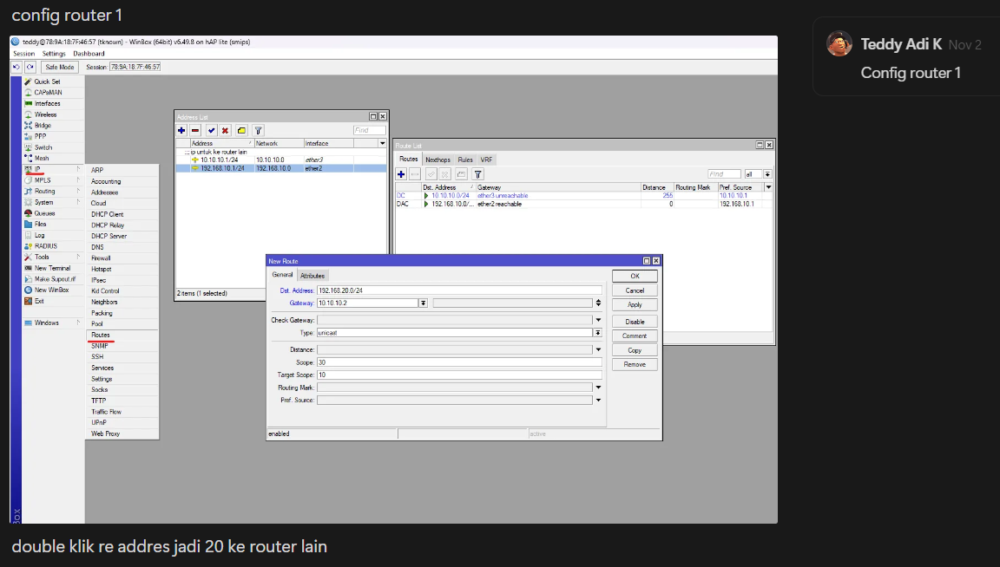 config router 1
Teddy Adi K Nov 2
Config router 1
teddy@78:9A:18:7F:46:57 (tknown) - WinBox (64bit) v6.49.8 on hAP lite (smips)
Session Settings Dashboard
Safe Mode Session: 78:9A:18:7F:46:57
Quick Set
CAPsMAN
Interfaces
Wireless
Bridge
PPP
Switch
Mesh
IP
MPLS
Routing
System
Queues
Files
Log
RADIUS
Tools
New Terminal
Make Supout.rif
New WinBox
Exit
Windows
ARP
Accounting
Addresses
Cloud
DHCP Client
DHCP Relay
DHCP Server
DNS
Firewall
Hotspot
IPsec
Kid Control
Neighbors
Packing
Pool
Routes
SNMP
SSH
Services
Settings
Socks
TFTP
Traffic Flow
UPnP
Web Proxy
Address List
Find
Address Network Interface
::: ip untuk ke router lain
10.10.10.1/24 10.10.10.0 ether3
192.168.10.1/24 192.168.10.0 ether2
2 items (1 selected)
Route List
Routes Nexthops Rules VRF
Find all
Dst. Address Gateway Distance Routing Mark Pref. Source
DC 10.10.10.0/24 ether3 unreachable 255 10.10.10.1
DAC 192.168.10.0/... ether2 reachable 0 192.168.10.1
New Route
General Attributes
Dst. Address: 192.168.20.0/24
Gateway: 10.10.10.2
Check Gateway:
Type: unicast
Distance:
Scope: 30
Target Scope: 10
Routing Mark:
Pref. Source:
OK
Cancel
Apply
Disable
Comment
Copy
Remove
enabled active
double klik re addres jadi 20 ke router lain